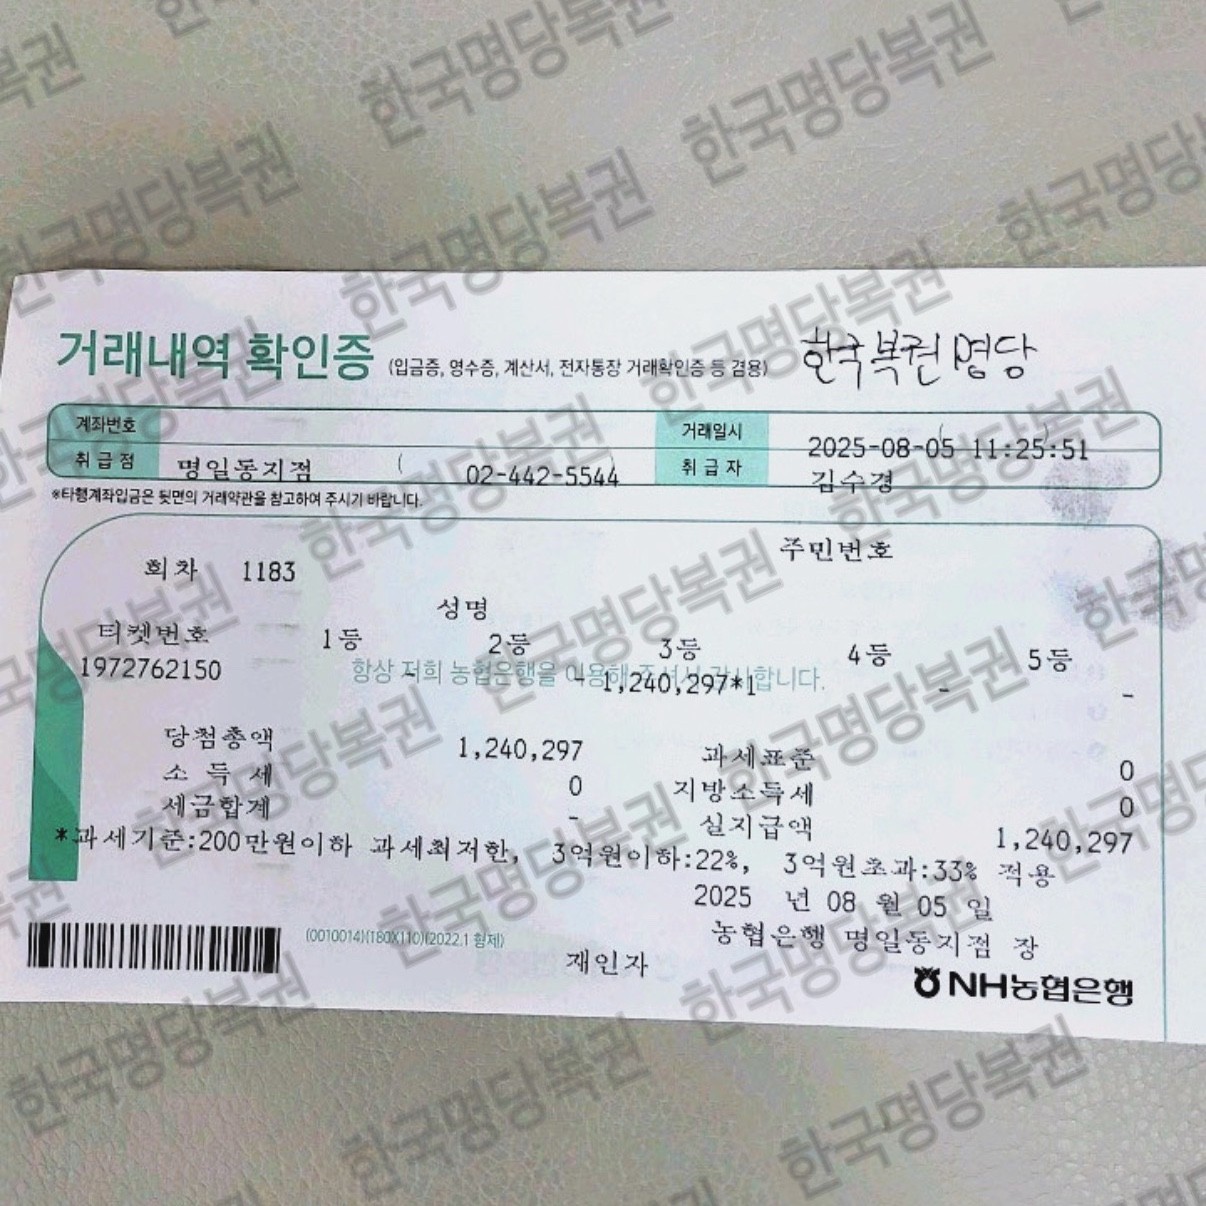 한국명당복권
거래내역 확인증 (입금증, 영수증, 계산서, 전자통장 거래확인증 등 겸용) 한국복권명당
계좌번호 거래일시 2025-08-05 11:25:51
취급점 명일동지점 ( 02-442-5544 ) 취급자 김수경
※타행계좌입금은 뒷면의 거래약관을 참고하여 주시기 바랍니다.
회차 1183 주민번호
성명
티켓번호 1등 2등 3등 4등 5등
항상 저희 농협은행을 이용해 주셔서 감사합니다.
1972762150 - - 1,240,297*1 - -
당첨총액 1,240,297 과세표준 0
소 득 세 0 지방소득세 0
세금합계 - 실지급액 1,240,297
*과세기준:200만원이하 과세최저한, 3억원이하:22%, 3억원초과:33% 적용
2025 년 08 월 05 일
농협은행 명일동지점 장
(0010014)(180X110)(2022.1 형제)
재인자
NH농협은행